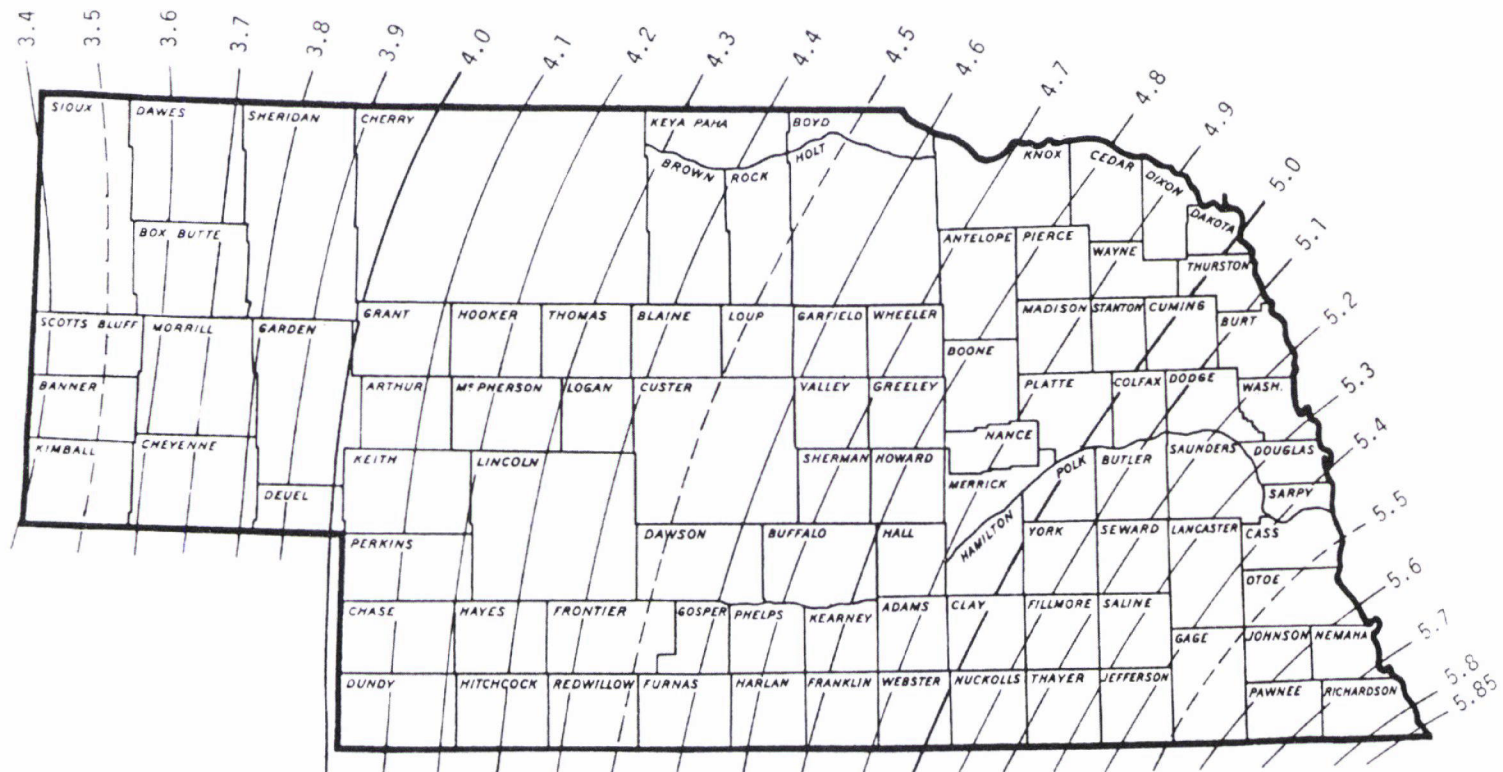 3.4 3.5 3.6 3.7 3.8 3.9 4.0 4.1 4.2 4.3 4.4 4.5 4.6 4.7 4.8 4.9 5.0 5.1 5.2 5.3 5.4 5.5 5.6 5.7 5.8 5.85
SIOUX DAWES SHERIDAN CHERRY KEYA PAHA BOYD
BROWN ROCK HOLT KNOX CEDAR DIXON DAKOTA
BOX BUTTE ANTELOPE PIERCE WAYNE THURSTON
SCOTTS BLUFF MORRILL GARDEN GRANT HOOKER THOMAS BLAINE LOUP GARFIELD WHEELER MADISON STANTON CUMING BURT
BOONE
BANNER ARTHUR McPHERSON LOGAN CUSTER VALLEY GREELEY PLATTE COLFAX DODGE WASH.
KIMBALL CHEYENNE NANCE
KEITH LINCOLN SHERMAN HOWARD POLK BUTLER SAUNDERS DOUGLAS
DEUEL MERRICK SARPY
PERKINS DAWSON BUFFALO HALL HAMILTON YORK SEWARD LANCASTER CASS
OTOE
CHASE HAYES FRONTIER GOSPER PHELPS KEARNEY ADAMS CLAY FILLMORE SALINE
GAGE JOHNSON NEMAHA
DUNDY HITCHCOCK REDWILLOW FURNAS HARLAN FRANKLIN WEBSTER NUCKOLLS THAYER JEFFERSON PAWNEE RICHARDSON